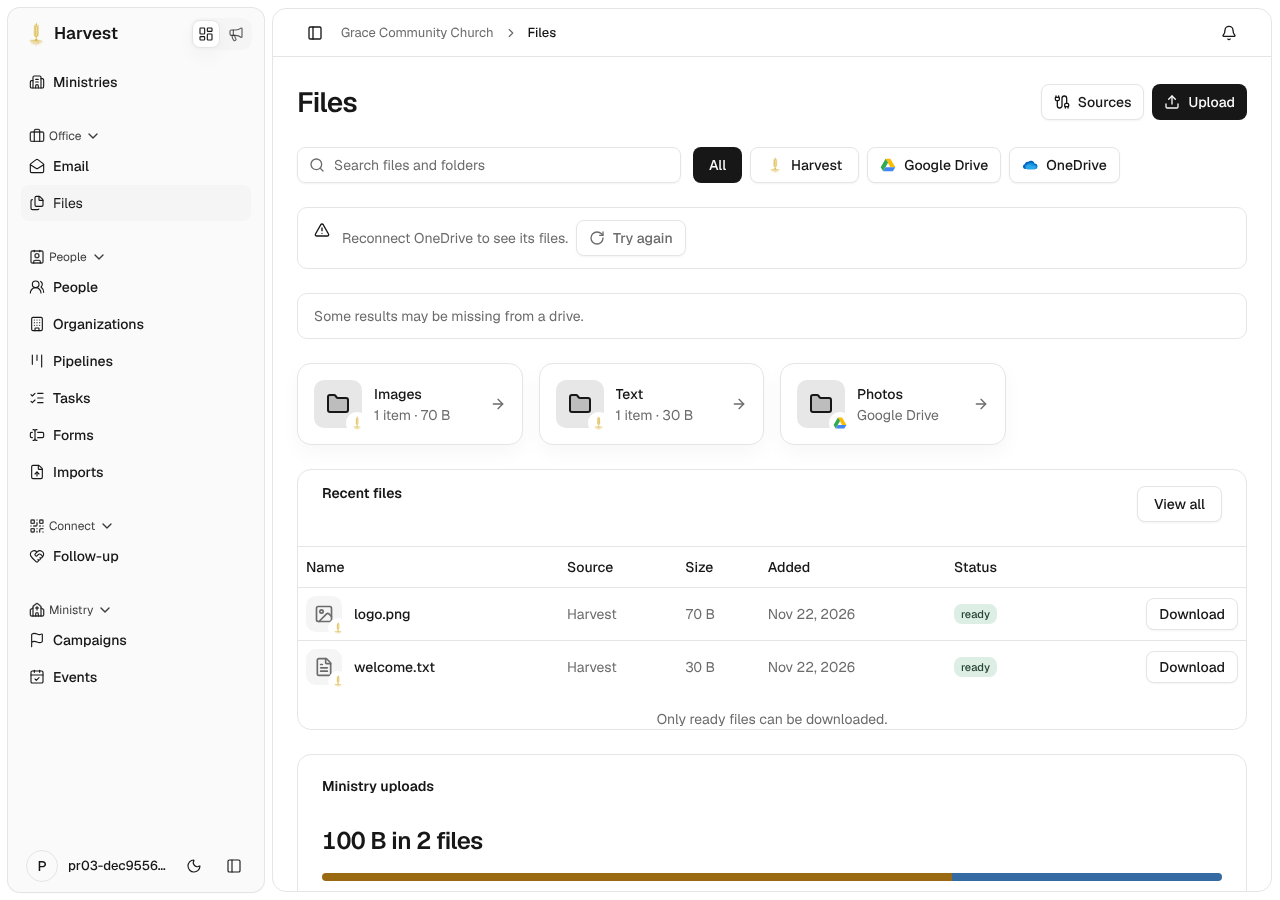 Harvest
Ministries
Office
Email
Files
People
People
Organizations
Pipelines
Tasks
Forms
Imports
Connect
Follow-up
Ministry
Campaigns
Events
P pr03-dec9556...
Grace Community Church > Files
Files
Sources
Upload
Search files and folders
All
Harvest
Google Drive
OneDrive
Reconnect OneDrive to see its files.
Try again
Some results may be missing from a drive.
Images
1 item · 70 B
Text
1 item · 30 B
Photos
Google Drive
Recent files
View all
Name Source Size Added Status
logo.png Harvest 70 B Nov 22, 2026 ready Download
welcome.txt Harvest 30 B Nov 22, 2026 ready Download
Only ready files can be downloaded.
Ministry uploads
100 B in 2 files